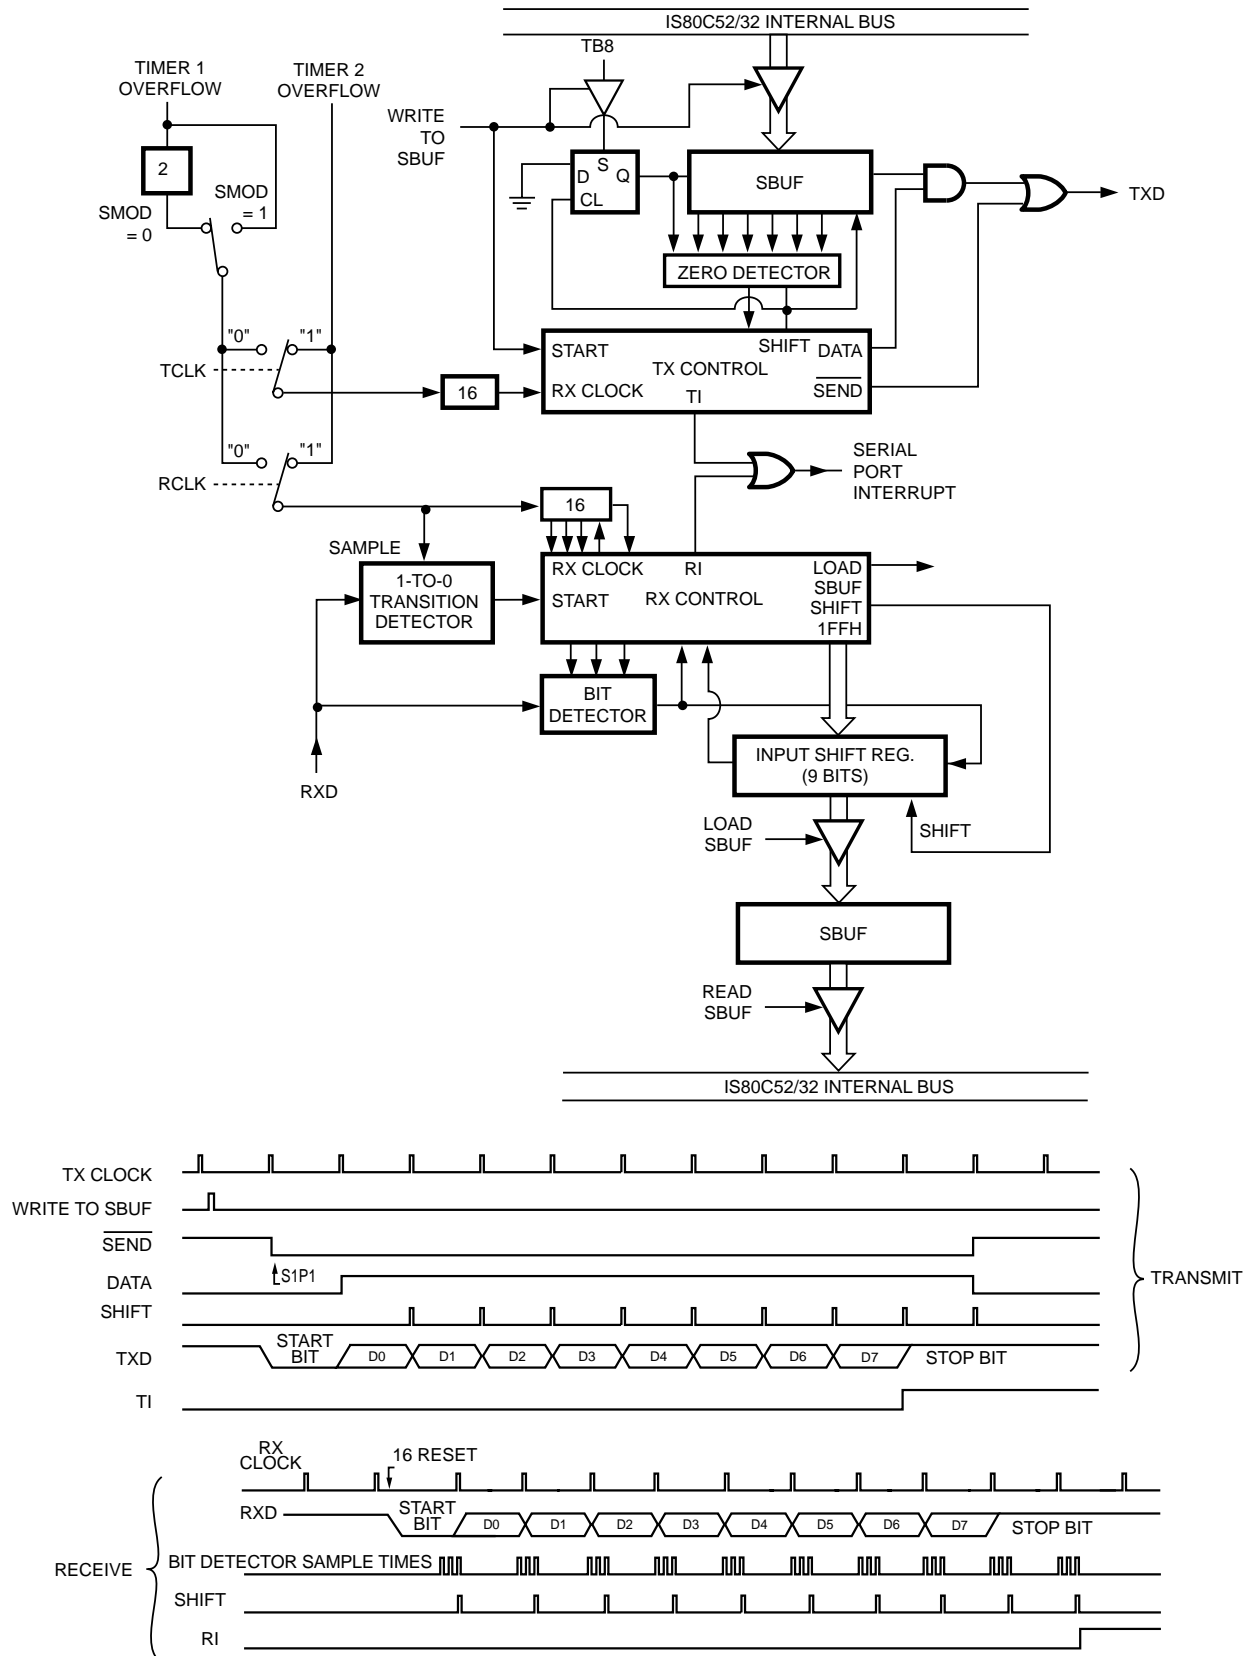 IS80C52/32 INTERNAL BUS
TB8
TIMER 1
OVERFLOW
TIMER 2
OVERFLOW
WRITE
TO
SBUF
2
SMOD
= 0
SMOD
= 1
S
D
Q
CL
SBUF
TXD
ZERO DETECTOR
"0"
"1"
TCLK
16
START
SHIFT
DATA
TX CONTROL
RX CLOCK
TI
SEND
"0"
"1"
RCLK
SERIAL
PORT
INTERRUPT
16
SAMPLE
1-TO-0
TRANSITION
DETECTOR
RX CLOCK
RI
LOAD
SBUF
START
RX CONTROL
SHIFT
1FFH
BIT
DETECTOR
RXD
INPUT SHIFT REG.
(9 BITS)
LOAD
SBUF
SHIFT
SBUF
READ
SBUF
IS80C52/32 INTERNAL BUS
TX CLOCK
WRITE TO SBUF
SEND
S1P1
DATA
TRANSMIT
SHIFT
TXD
START
BIT
D0 D1 D2 D3 D4 D5 D6 D7 STOP BIT
TI
RX
CLOCK
16 RESET
RXD
START
BIT
D0 D1 D2 D3 D4 D5 D6 D7 STOP BIT
RECEIVE
BIT DETECTOR SAMPLE TIMES
SHIFT
RI